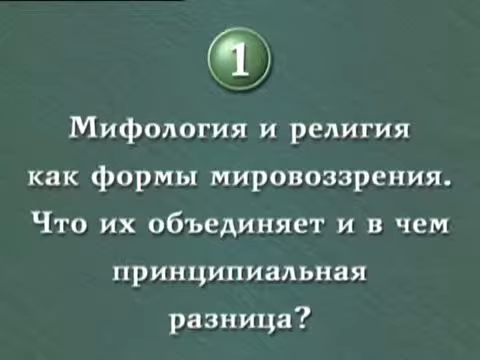 1
Мифология и религия
как формы мировоззрения.
Что их объединяет и в чем
принципиальная
разница?